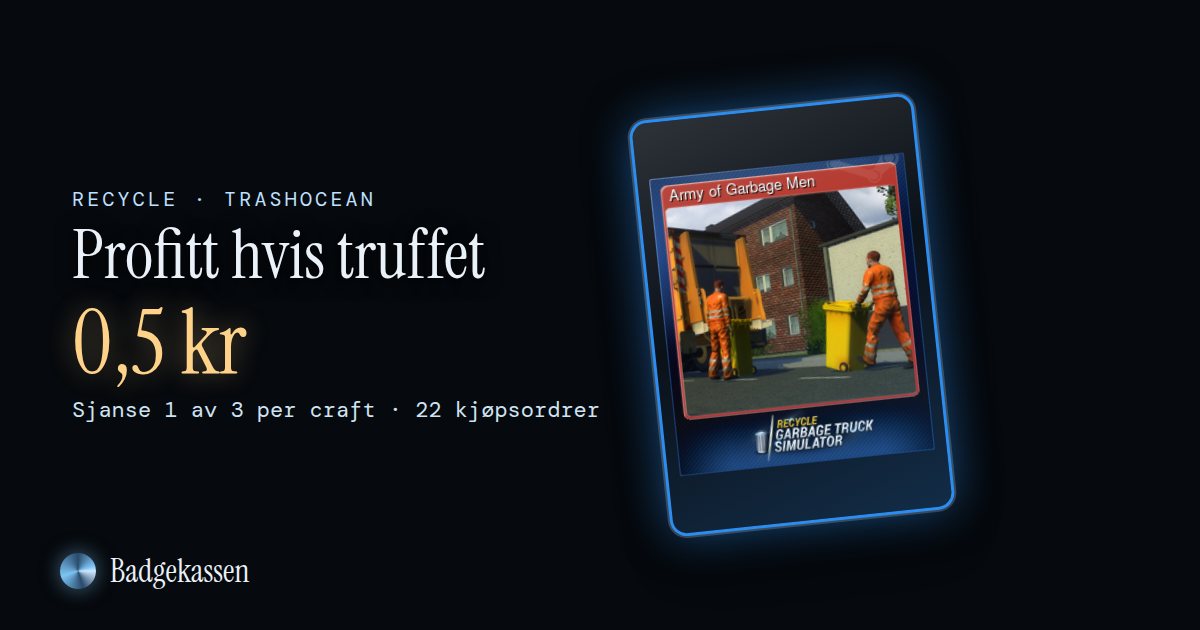 RECYCLE · TRASHOCEAN
Profitt hvis truffet
0,5 kr
Sjanse 1 av 3 per craft · 22 kjøpsordrer
Badgekassen
Army of Garbage Men
RECYCLE
GARBAGE TRUCK
SIMULATOR